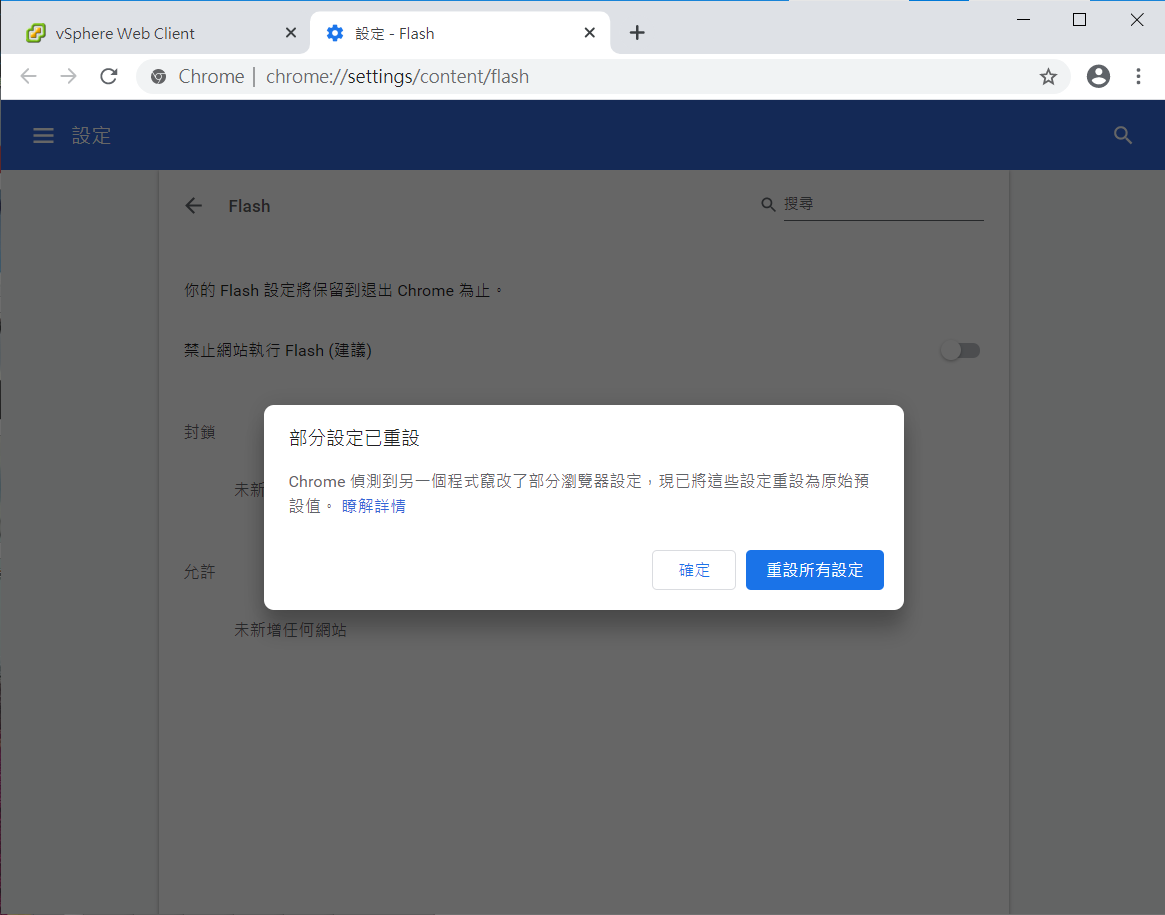 vSphere Web Client
設定 - Flash
Chrome | chrome://settings/content/flash
設定
Flash
搜尋
你的 Flash 設定將保留到退出 Chrome 為止。
禁止網站執行 Flash (建議)
封鎖
未新
部分設定已重設
Chrome 偵測到另一個程式竄改了部分瀏覽器設定，現已將這些設定重設為原始預
設值。 瞭解詳情
確定
重設所有設定
允許
未新增任何網站